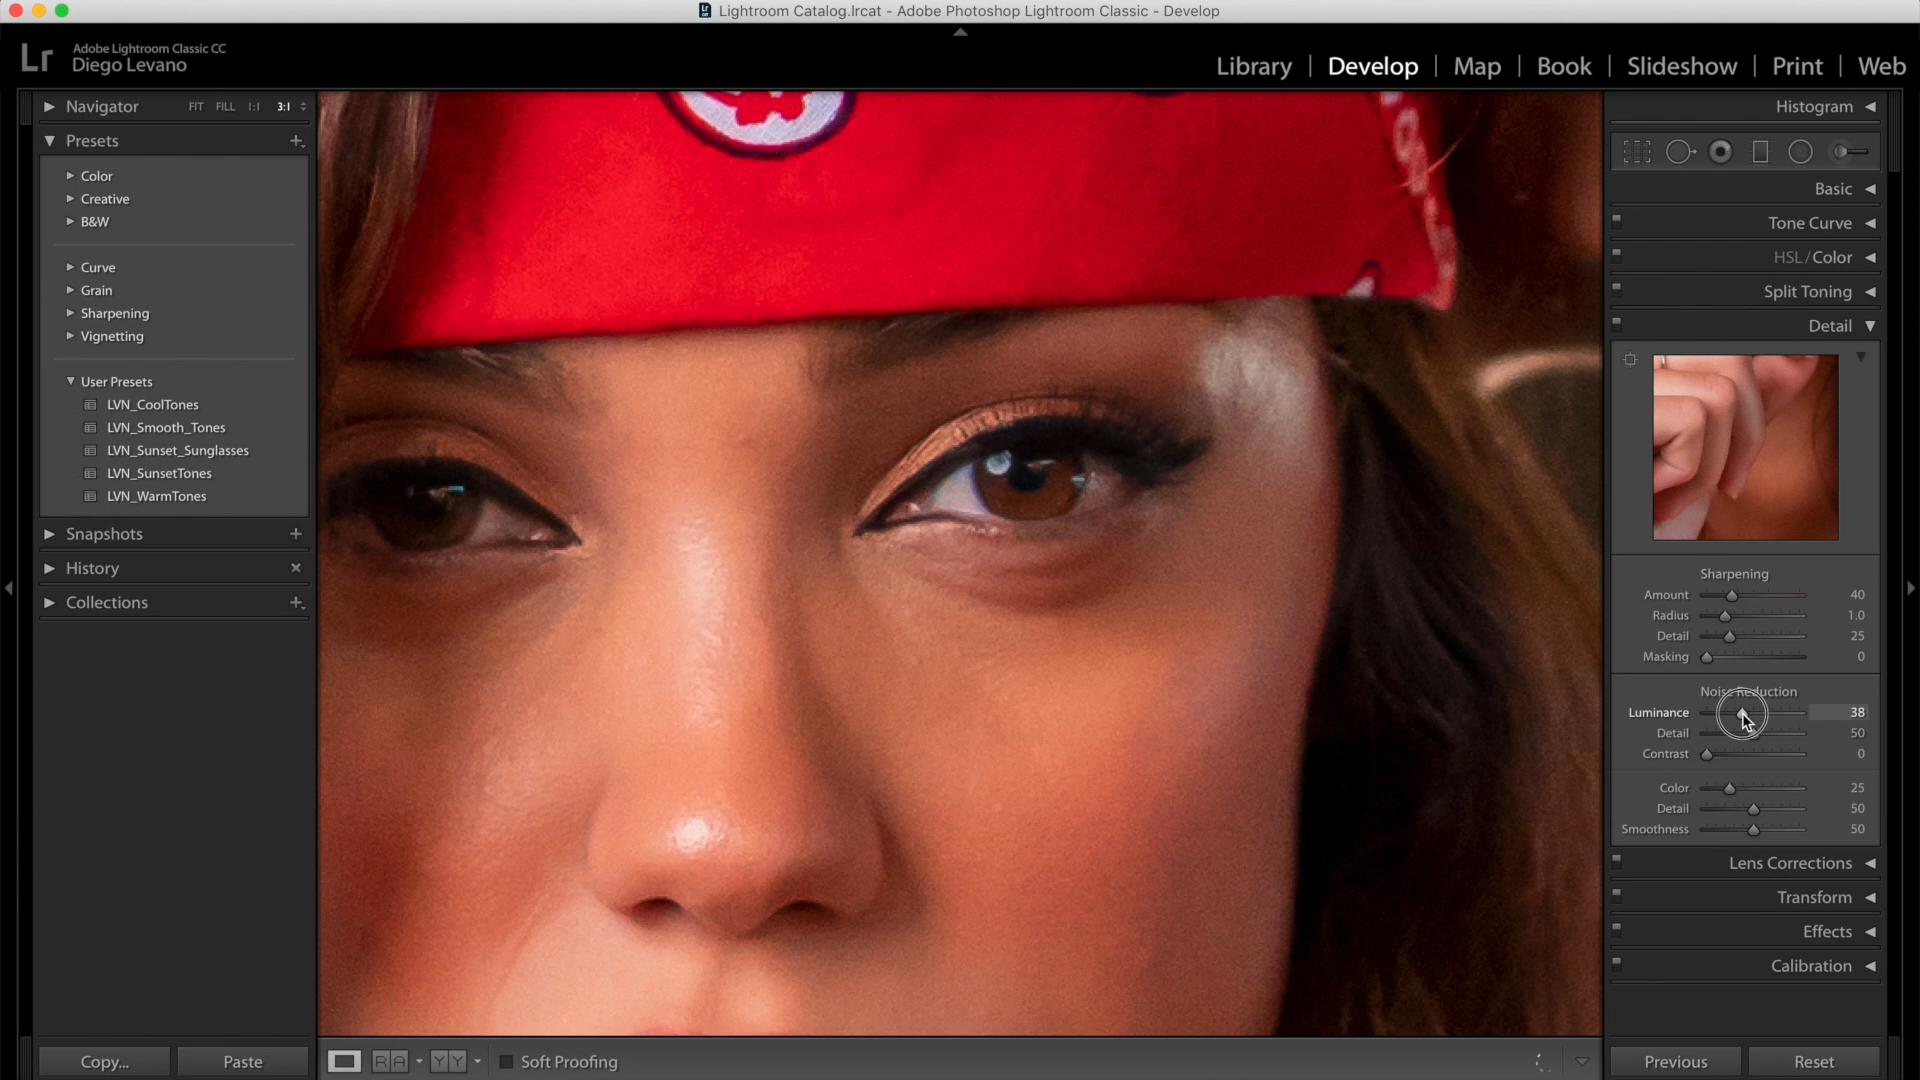 Lightroom Catalog.lrcat - Adobe Photoshop Lightroom Classic - Develop
Lr
Adobe Lightroom Classic CC
Diego Levano
Library | Develop | Map | Book | Slideshow | Print | Web
Navigator FIT FILL 1:1 3:1
Presets
Color
Creative
B&W
Curve
Grain
Sharpening
Vignetting
User Presets
LVN_CoolTones
LVN_Smooth_Tones
LVN_Sunset_Sunglasses
LVN_SunsetTones
LVN_WarmTones
Snapshots
History
Collections
Copy...
Paste
R A
Y Y
Soft Proofing
Histogram
Basic
Tone Curve
HSL / Color
Split Toning
Detail
Sharpening
Amount 40
Radius 1.0
Detail 25
Masking 0
Noise Reduction
Luminance 38
Detail 50
Contrast 0
Color 25
Detail 50
Smoothness 50
Lens Corrections
Transform
Effects
Calibration
Previous
Reset